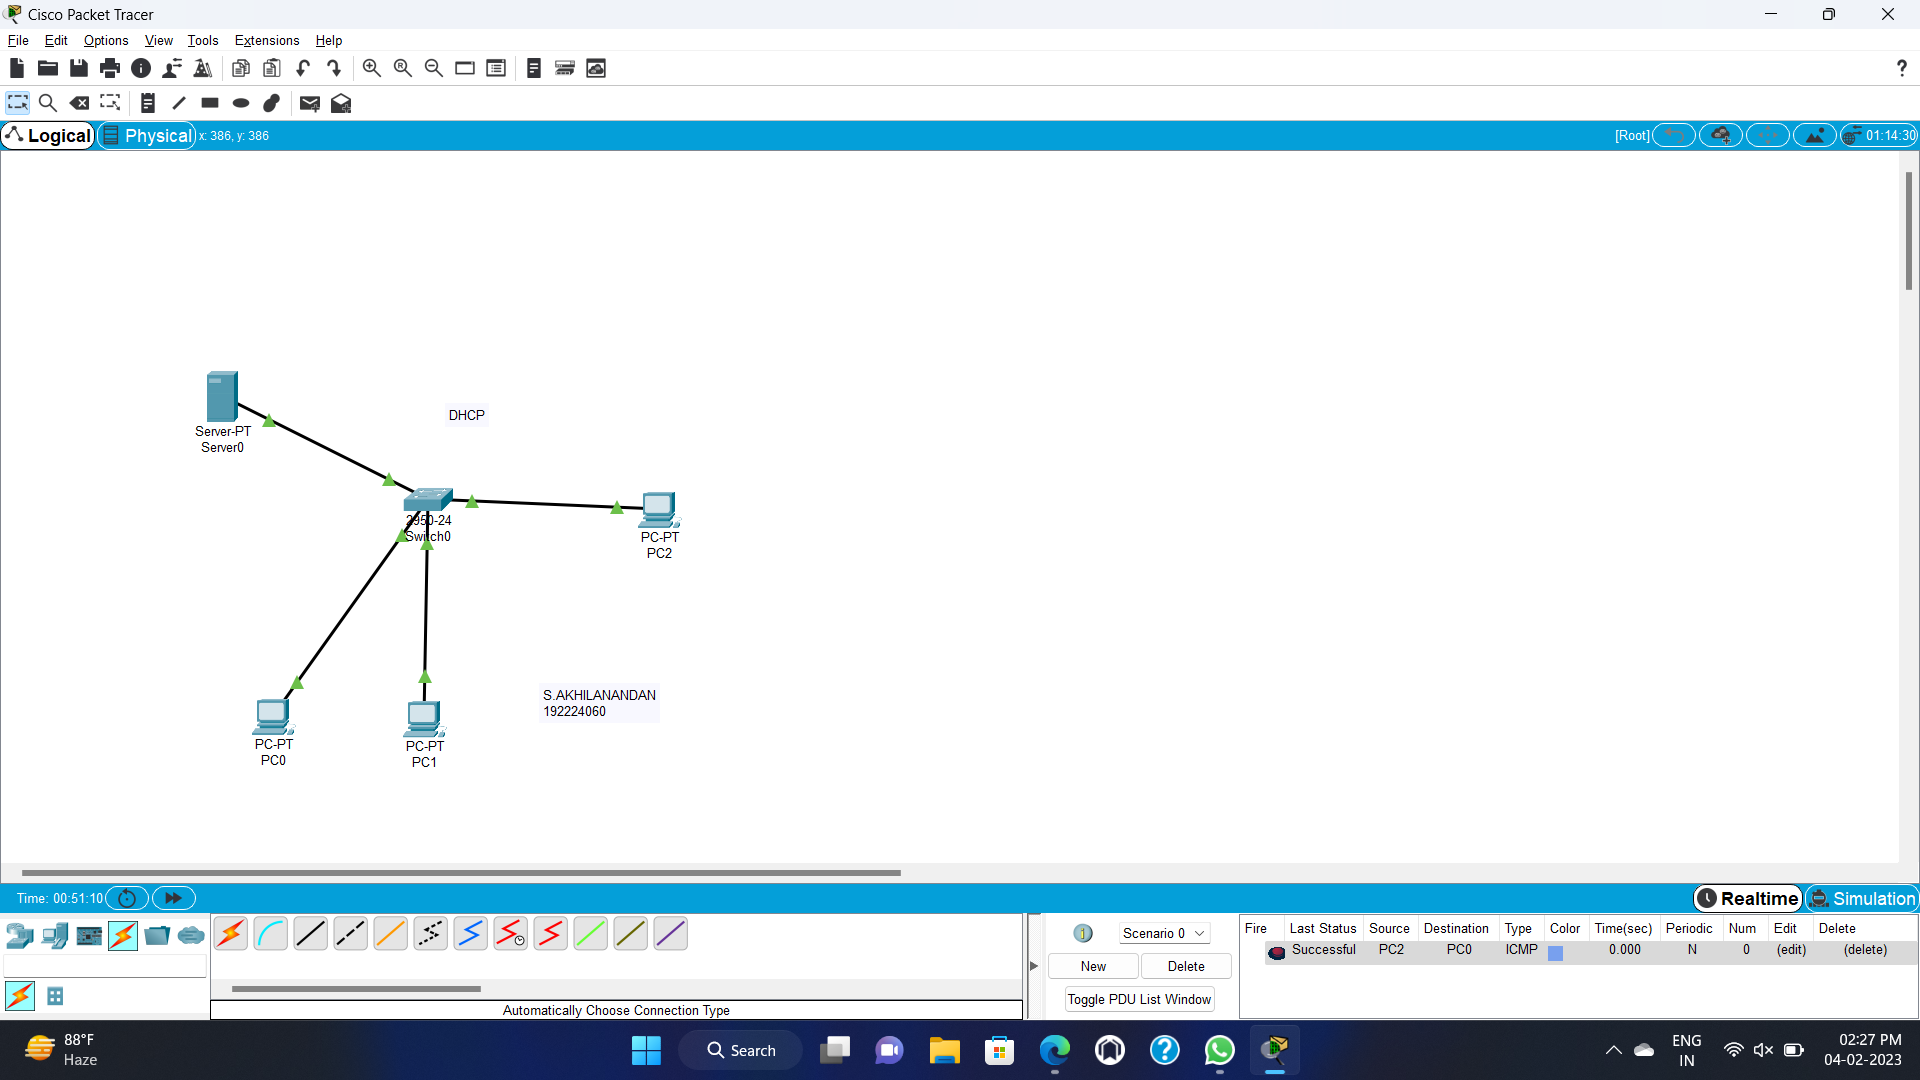 Cisco Packet Tracer
File Edit Options View Tools Extensions Help
?
Logical Physical x: 386, y: 386 [Root] 01:14:30
Server-PT
Server0
DHCP
2950-24
Switch0
PC-PT
PC2
S.AKHILANANDAN
192224060
PC-PT
PC0
PC-PT
PC1
Time: 00:51:10 Realtime Simulation
Scenario 0
New Delete
Toggle PDU List Window
Fire Last Status Source Destination Type Color Time(sec) Periodic Num Edit Delete
Successful PC2 PC0 ICMP 0.000 N 0 (edit) (delete)
Automatically Choose Connection Type
88°F
Haze
Search
ENG
IN
02:27 PM
04-02-2023